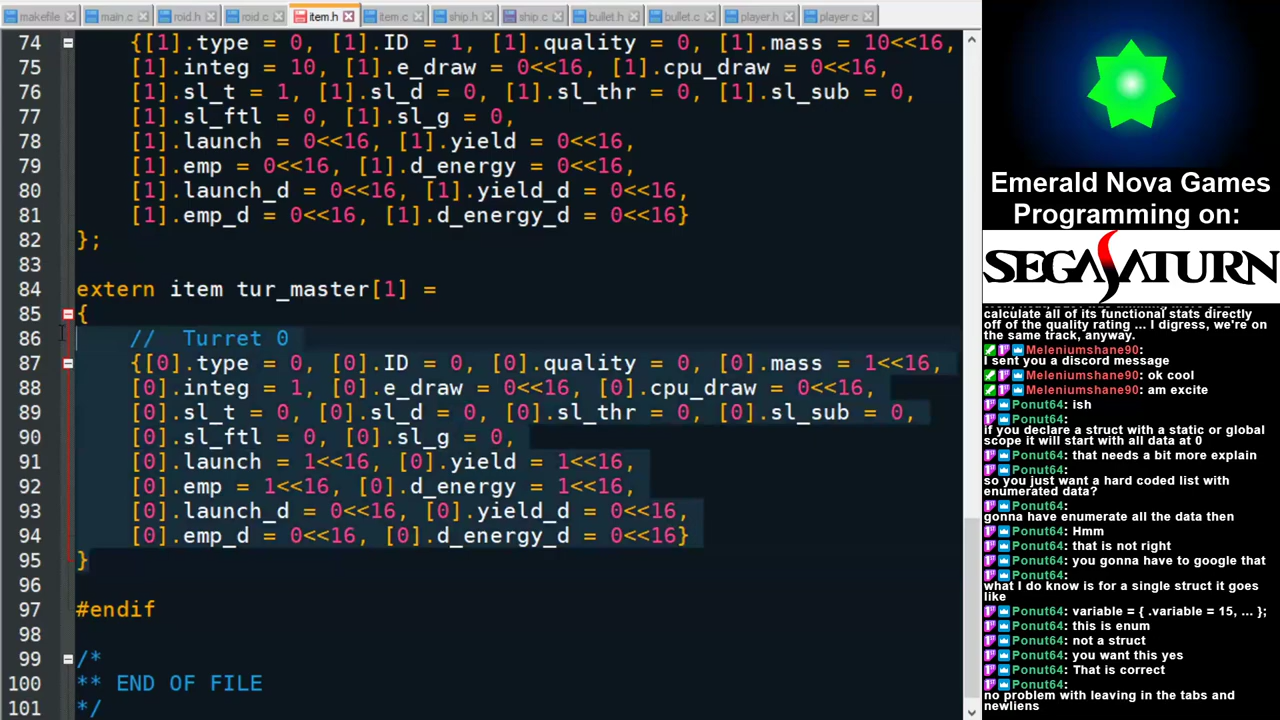 makefile main.c roid.h roid.c item.h item.c ship.h ship.c bullet.h bullet.c player.h player.c
74 {[1].type = 0, [1].ID = 1, [1].quality = 0, [1].mass = 10<<16,
75 [1].integ = 10, [1].e_draw = 0<<16, [1].cpu_draw = 0<<16,
76 [1].sl_t = 1, [1].sl_d = 0, [1].sl_thr = 0, [1].sl_sub = 0,
77 [1].sl_ftl = 0, [1].sl_g = 0,
78 [1].launch = 0<<16, [1].yield = 0<<16,
79 [1].emp = 0<<16, [1].d_energy = 0<<16,
80 [1].launch_d = 0<<16, [1].yield_d = 0<<16,
81 [1].emp_d = 0<<16, [1].d_energy_d = 0<<16}
82 };
83
84 extern item tur_master[1] =
85 {
86 // Turret 0
87 {[0].type = 0, [0].ID = 0, [0].quality = 0, [0].mass = 1<<16,
88 [0].integ = 1, [0].e_draw = 0<<16, [0].cpu_draw = 0<<16,
89 [0].sl_t = 0, [0].sl_d = 0, [0].sl_thr = 0, [0].sl_sub = 0,
90 [0].sl_ftl = 0, [0].sl_g = 0,
91 [0].launch = 1<<16, [0].yield = 1<<16,
92 [0].emp = 1<<16, [0].d_energy = 1<<16,
93 [0].launch_d = 0<<16, [0].yield_d = 0<<16,
94 [0].emp_d = 0<<16, [0].d_energy_d = 0<<16}
95 }
96
97 #endif
98
99 /*
100 ** END OF FILE
101 */
Emerald Nova Games
Programming on:
SEGA SATURN
calculate all of its functional stats directly
off of the quality rating ... I digress, we're on
the same track, anyway.
Meleniumshane90:
I sent you a discord message
Meleniumshane90: ok cool
Meleniumshane90: am excite
Ponut64: ish
Ponut64:
if you declare a struct with a static or global
scope it will start with all data at 0
Ponut64: that needs a bit more explain
Ponut64:
so you just want a hard coded list with
enumerated data?
Ponut64:
gonna have enumerate all the data then
Ponut64: Hmm
Ponut64: that is not right
Ponut64: you gonna have to google that
Ponut64:
what I do know is for a single struct it goes
like
Ponut64: variable = { .variable = 15, ... };
Ponut64: this is enum
Ponut64: not a struct
Ponut64: you want this yes
Ponut64: That is correct
Ponut64:
no problem with leaving in the tabs and
newliens